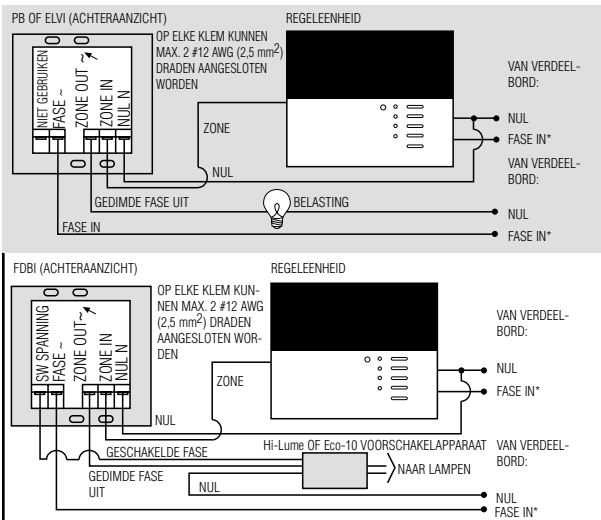 PB OF ELVI (ACHTERAANZICHT)
OP ELKE KLEM KUNNEN
MAX. 2 #12 AWG (2,5 mm²)
DRADEN AANGESLOTEN
WORDEN
REGELEENHEID
NIET GEBRUIKEN
FASE ~
ZONE OUT ~
ZONE IN
NUL N
ZONE
NUL
GEDIMDE FASE UIT
BELASTING
FASE IN
VAN VERDEEL-
BORD:
NUL
FASE IN*
VAN VERDEEL-
BORD:
NUL
FASE IN*
FDBI (ACHTERAANZICHT)
OP ELKE KLEM KUN-
NEN MAX. 2 #12 AWG
(2,5 mm²) DRADEN
AANGESLOTEN WOR-
DEN
REGELEENHEID
SW SPANNING
FASE ~
ZONE OUT ~
ZONE IN
NUL N
ZONE
NUL
GESCHAKELDE FASE
GEDIMDE FASE
UIT
NUL
Hi-Lume OF Eco-10 VOORSCHAKELAPPARAAT
NAAR LAMPEN
VAN VERDEEL-
BORD:
NUL
FASE IN*
VAN VERDEEL-
BORD:
NUL
FASE IN*